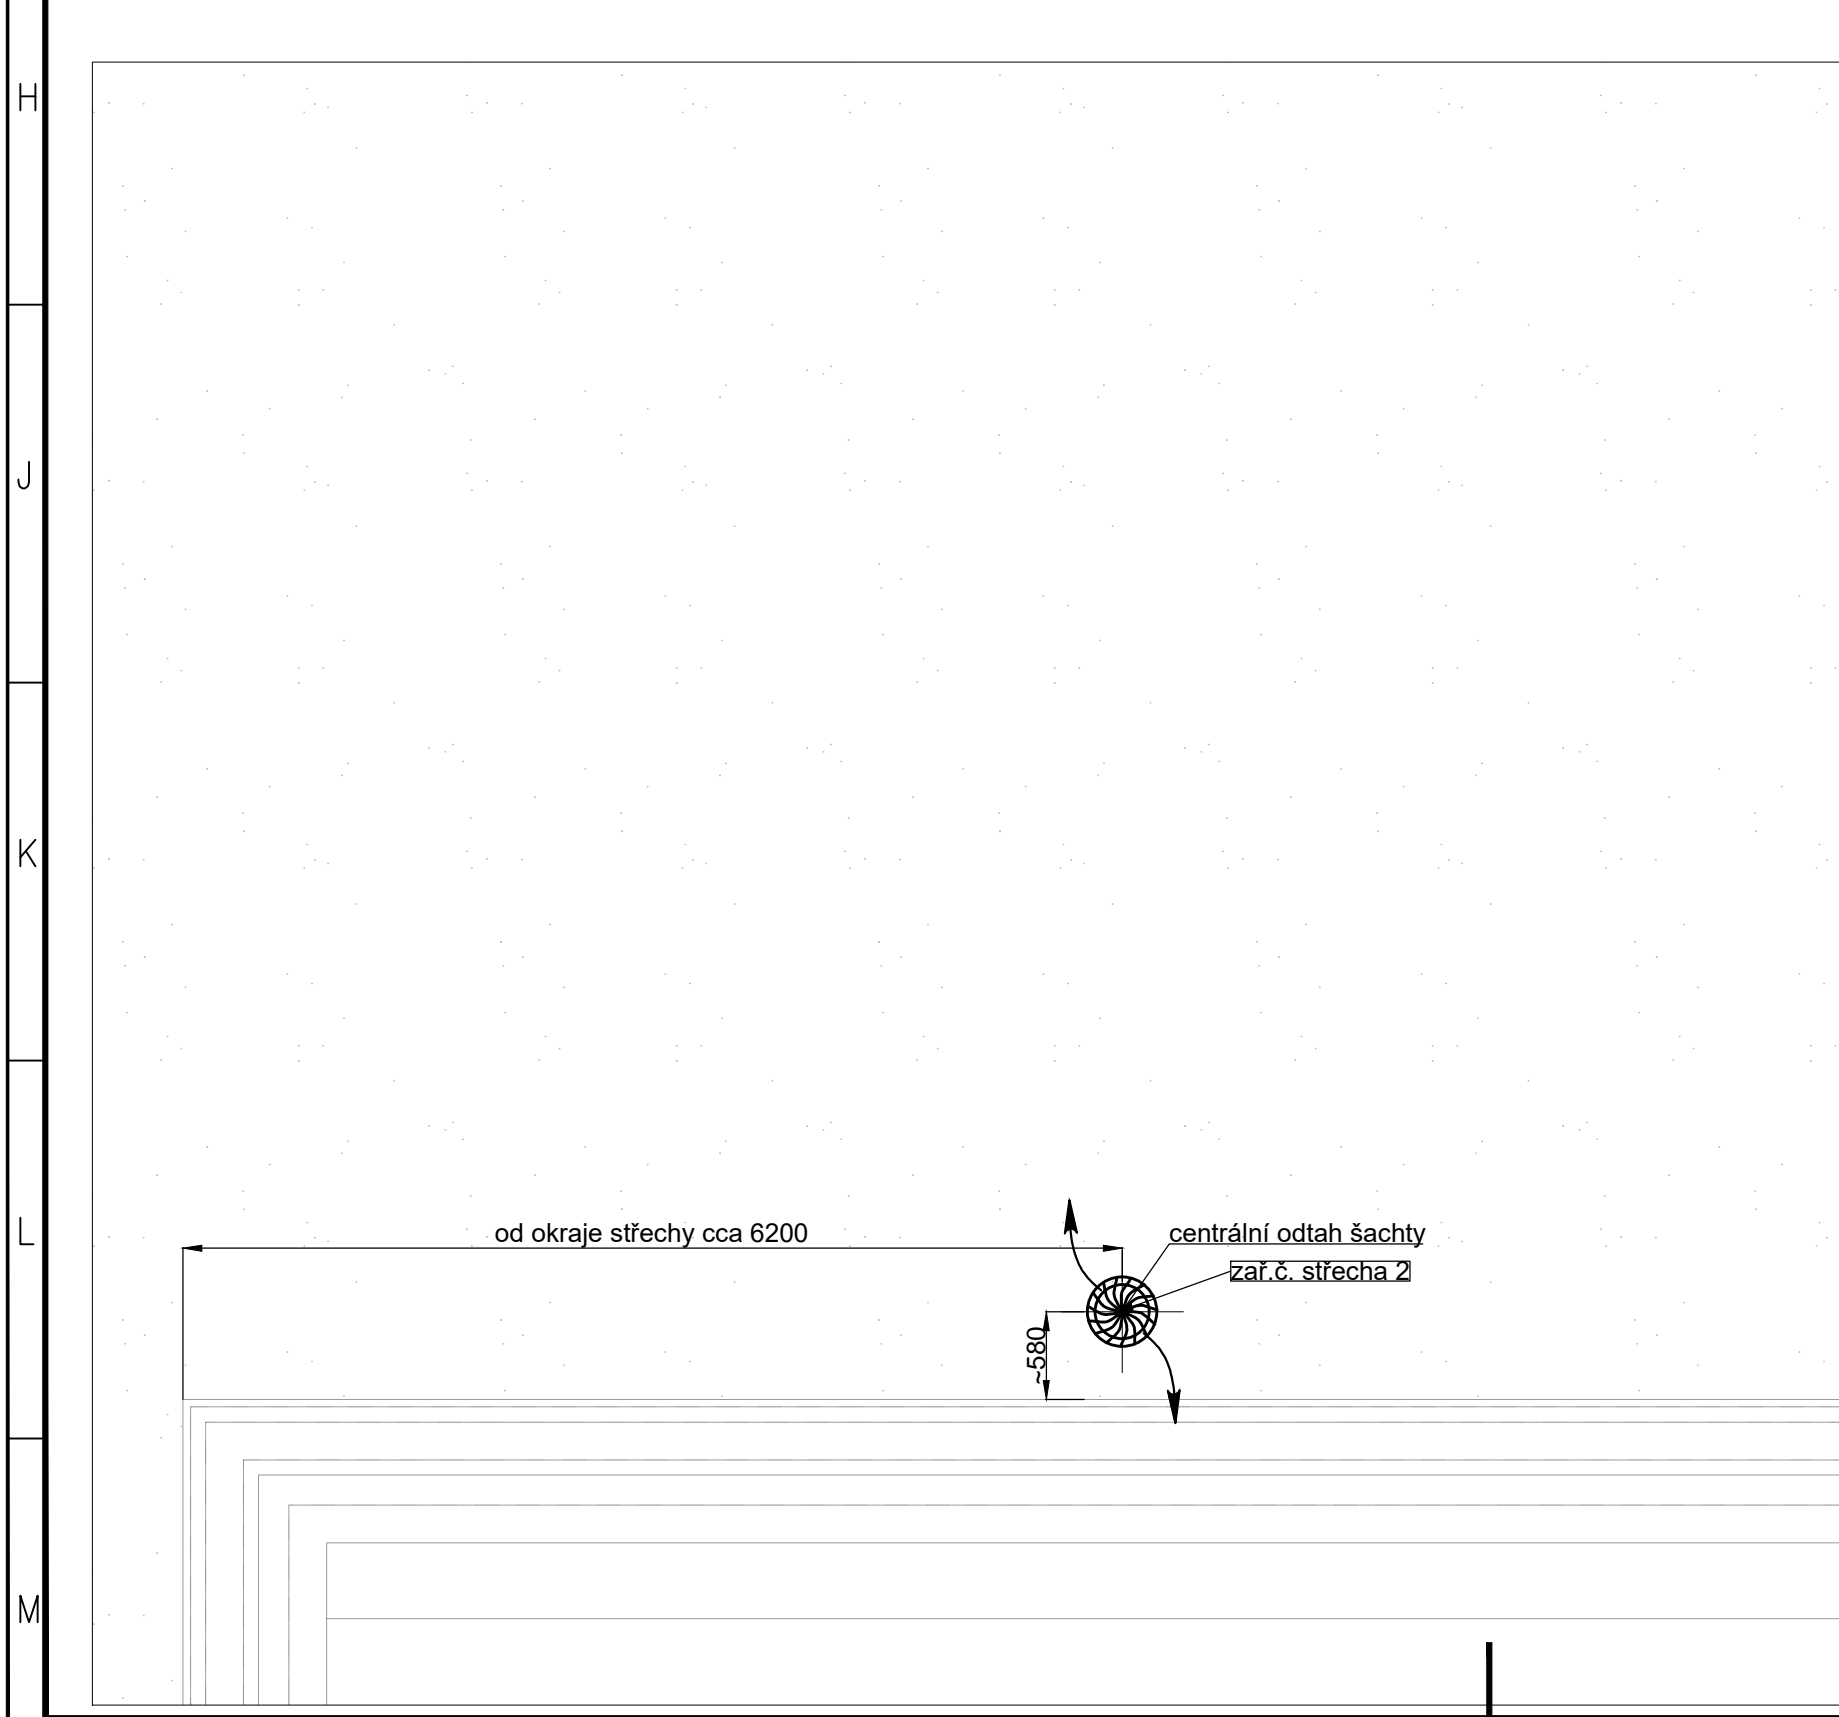 H
J
K
L
M
od okraje střechy cca 6200
centrální odtah šachty
zař.č. střecha 2
~580